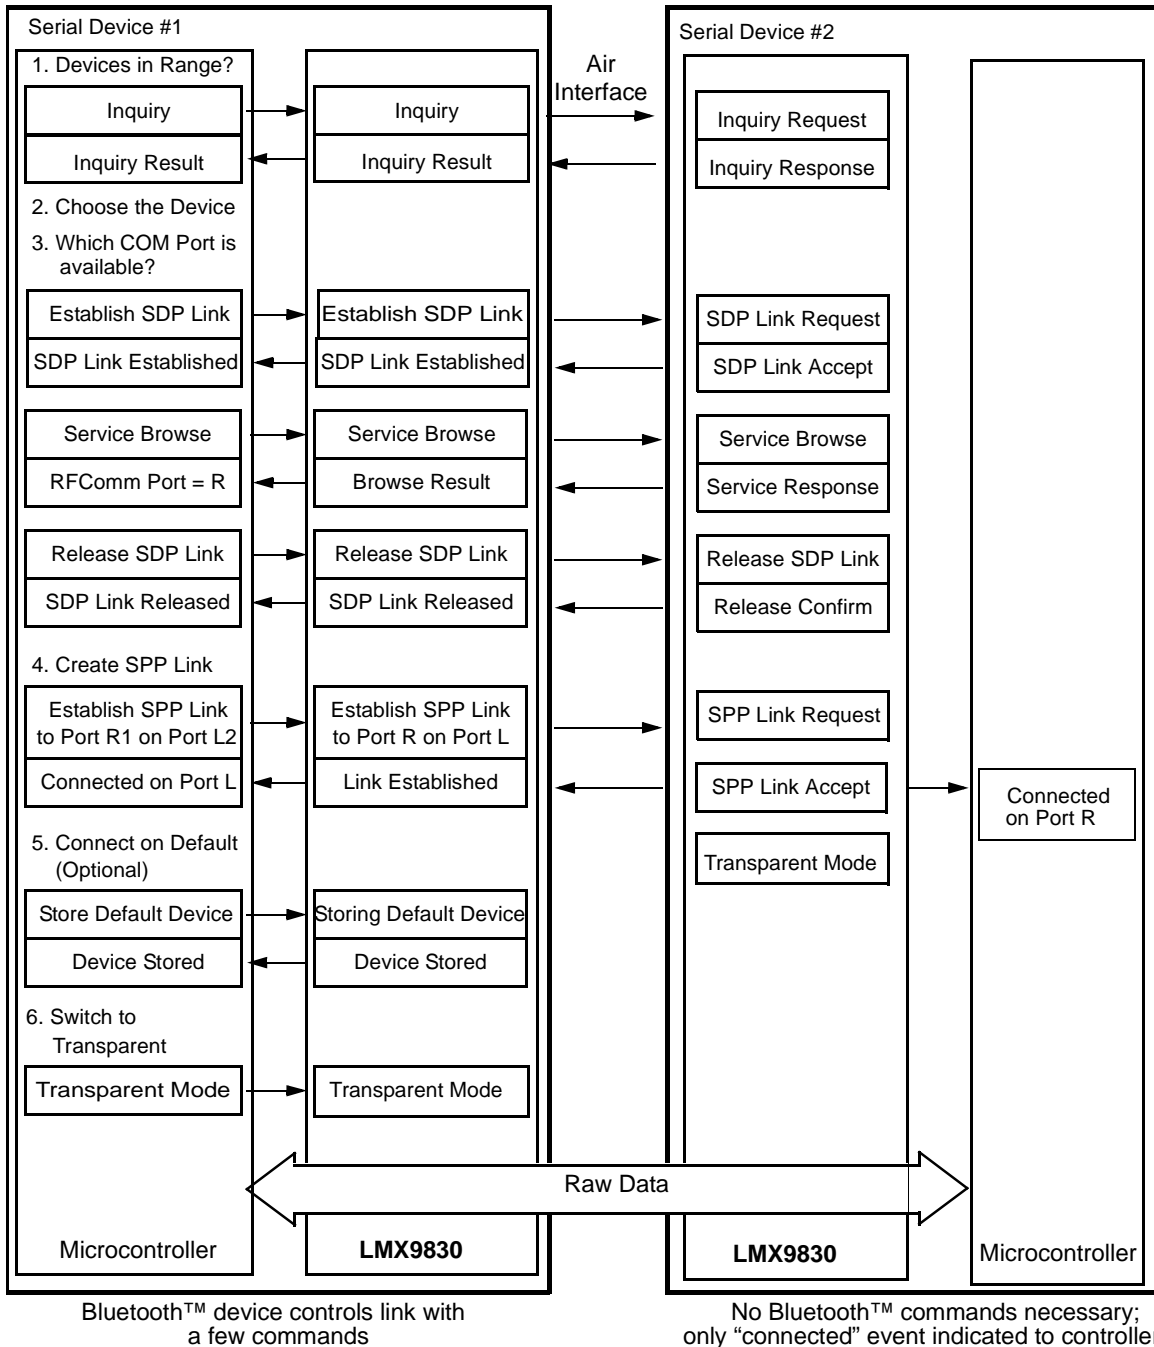 Serial Device #1
1. Devices in Range?
Inquiry
Inquiry
Inquiry Result
Inquiry Result
2. Choose the Device
3. Which COM Port is
available?
Establish SDP Link
Establish SDP Link
SDP Link Established
SDP Link Established
Service Browse
Service Browse
RFComm Port = R
Browse Result
Release SDP Link
Release SDP Link
SDP Link Released
SDP Link Released
4. Create SPP Link
Establish SPP Link
to Port R1 on Port L2
Establish SPP Link
to Port R on Port L
Connected on Port L
Link Established
5. Connect on Default
(Optional)
Store Default Device
Storing Default Device
Device Stored
Device Stored
6. Switch to
Transparent
Transparent Mode
Transparent Mode
Microcontroller
LMX9830
Air
Interface
Raw Data
Serial Device #2
Inquiry Request
Inquiry Response
SDP Link Request
SDP Link Accept
Service Browse
Service Response
Release SDP Link
Release Confirm
SPP Link Request
SPP Link Accept
Connected
on Port R
Transparent Mode
LMX9830
Microcontroller
Bluetooth™ device controls link with
a few commands
No Bluetooth™ commands necessary;
only “connected” event indicated to controller